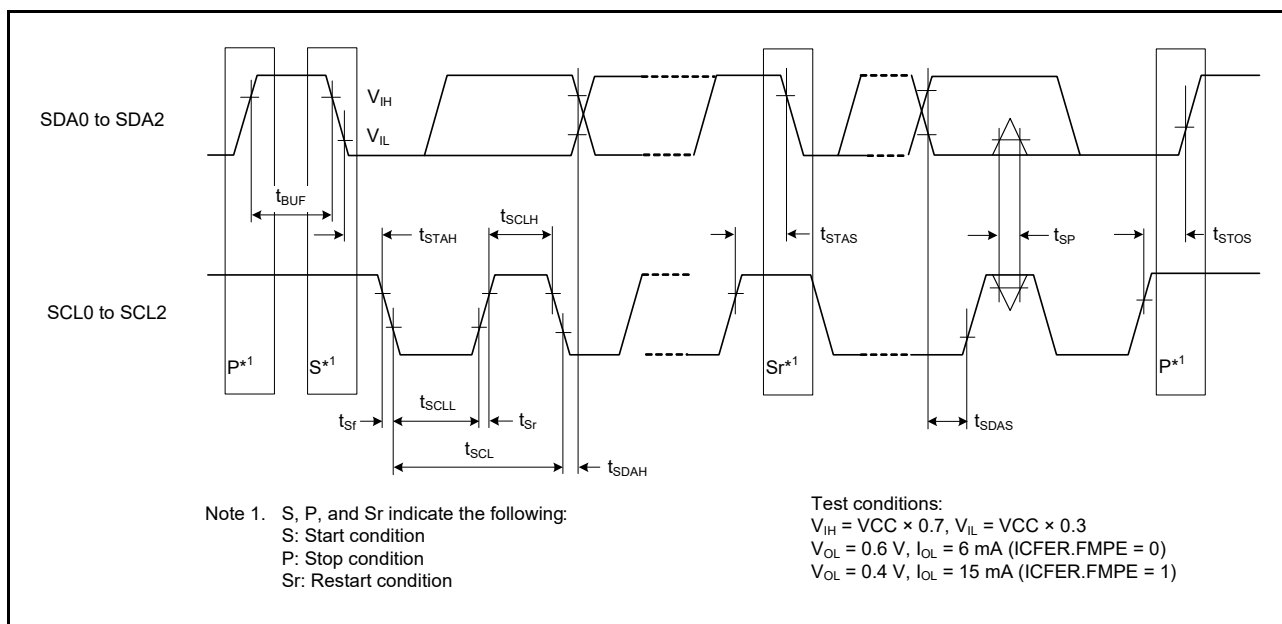 SDA0 to SDA2
V_IH
V_IL
t_BUF
t_STAH
t_SCLH
t_STAS
t_SP
t_STOS
SCL0 to SCL2
P*1
S*1
Sr*1
P*1
t_Sf
t_SCLL
t_Sr
t_SDAS
t_SCL
t_SDAH
Note 1. S, P, and Sr indicate the following:
S: Start condition
P: Stop condition
Sr: Restart condition
Test conditions:
V_IH = VCC × 0.7, V_IL = VCC × 0.3
V_OL = 0.6 V, I_OL = 6 mA (ICFER.FMPE = 0)
V_OL = 0.4 V, I_OL = 15 mA (ICFER.FMPE = 1)